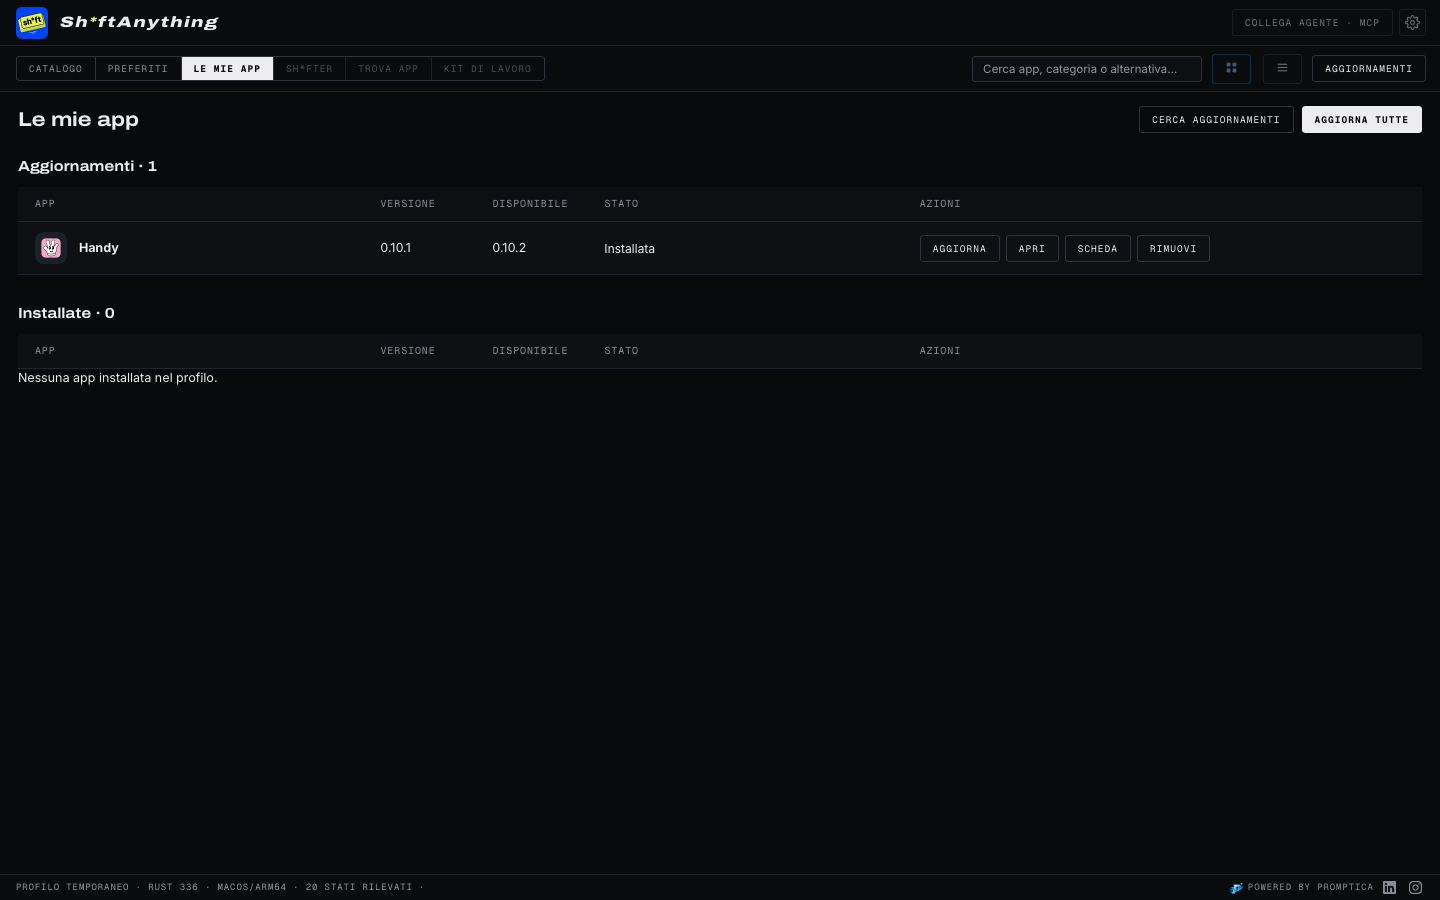 sh*ft Sh*ftAnything COLLEGA AGENTE · MCP
CATALOGO PREFERITI LE MIE APP SH*FTER TROVA APP KIT DI LAVORO Cerca app, categoria o alternativa... AGGIORNAMENTI
Le mie app CERCA AGGIORNAMENTI AGGIORNA TUTTE
Aggiornamenti · 1
APP VERSIONE DISPONIBILE STATO AZIONI
Handy 0.10.1 0.10.2 Installata AGGIORNA APRI SCHEDA RIMUOVI
Installate · 0
APP VERSIONE DISPONIBILE STATO AZIONI
Nessuna app installata nel profilo.
PROFILO TEMPORANEO · RUST 336 · MACOS/ARM64 · 20 STATI RILEVATI · POWERED BY PROMPTICA